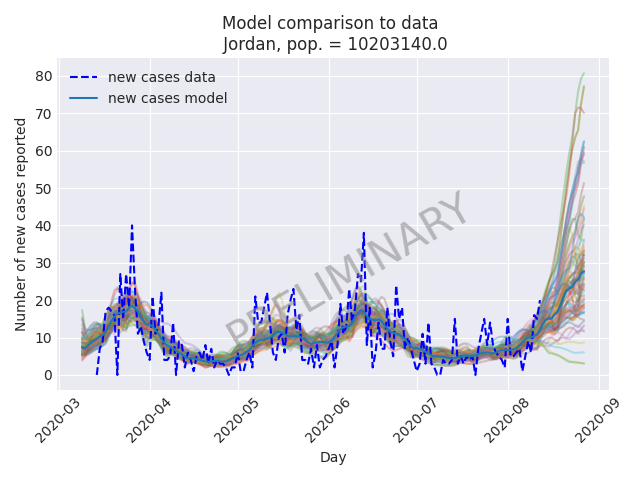 Model comparison to data
Jordan, pop. = 10203140.0
new cases data
new cases model
Number of new cases reported
80
70
60
50
40
30
20
10
0
PRELIMINARY
2020-03
2020-04
2020-05
2020-06
2020-07
2020-08
2020-09
Day